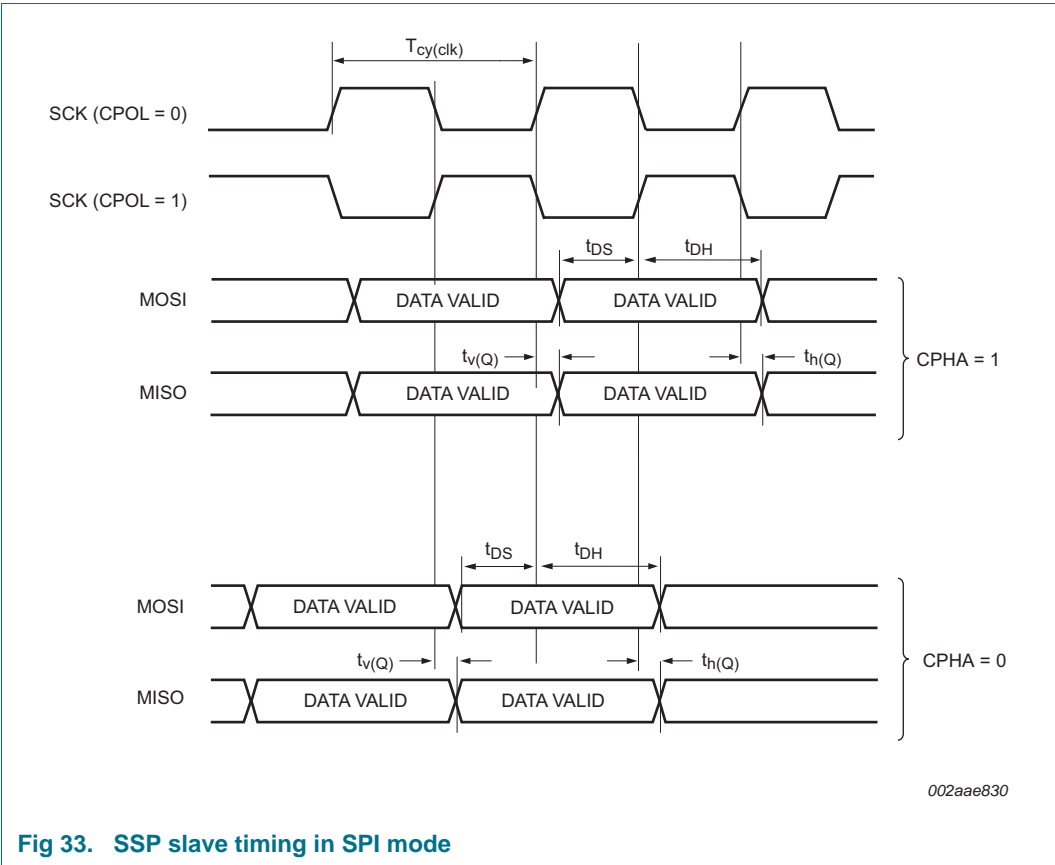 Tcy(clk)
SCK (CPOL = 0)
SCK (CPOL = 1)
tDS
tDH
MOSI
DATA VALID
DATA VALID
tv(Q)
th(Q)
CPHA = 1
MISO
DATA VALID
DATA VALID
tDS
tDH
MOSI
DATA VALID
DATA VALID
tv(Q)
th(Q)
CPHA = 0
MISO
DATA VALID
DATA VALID
002aae830
Fig 33. SSP slave timing in SPI mode